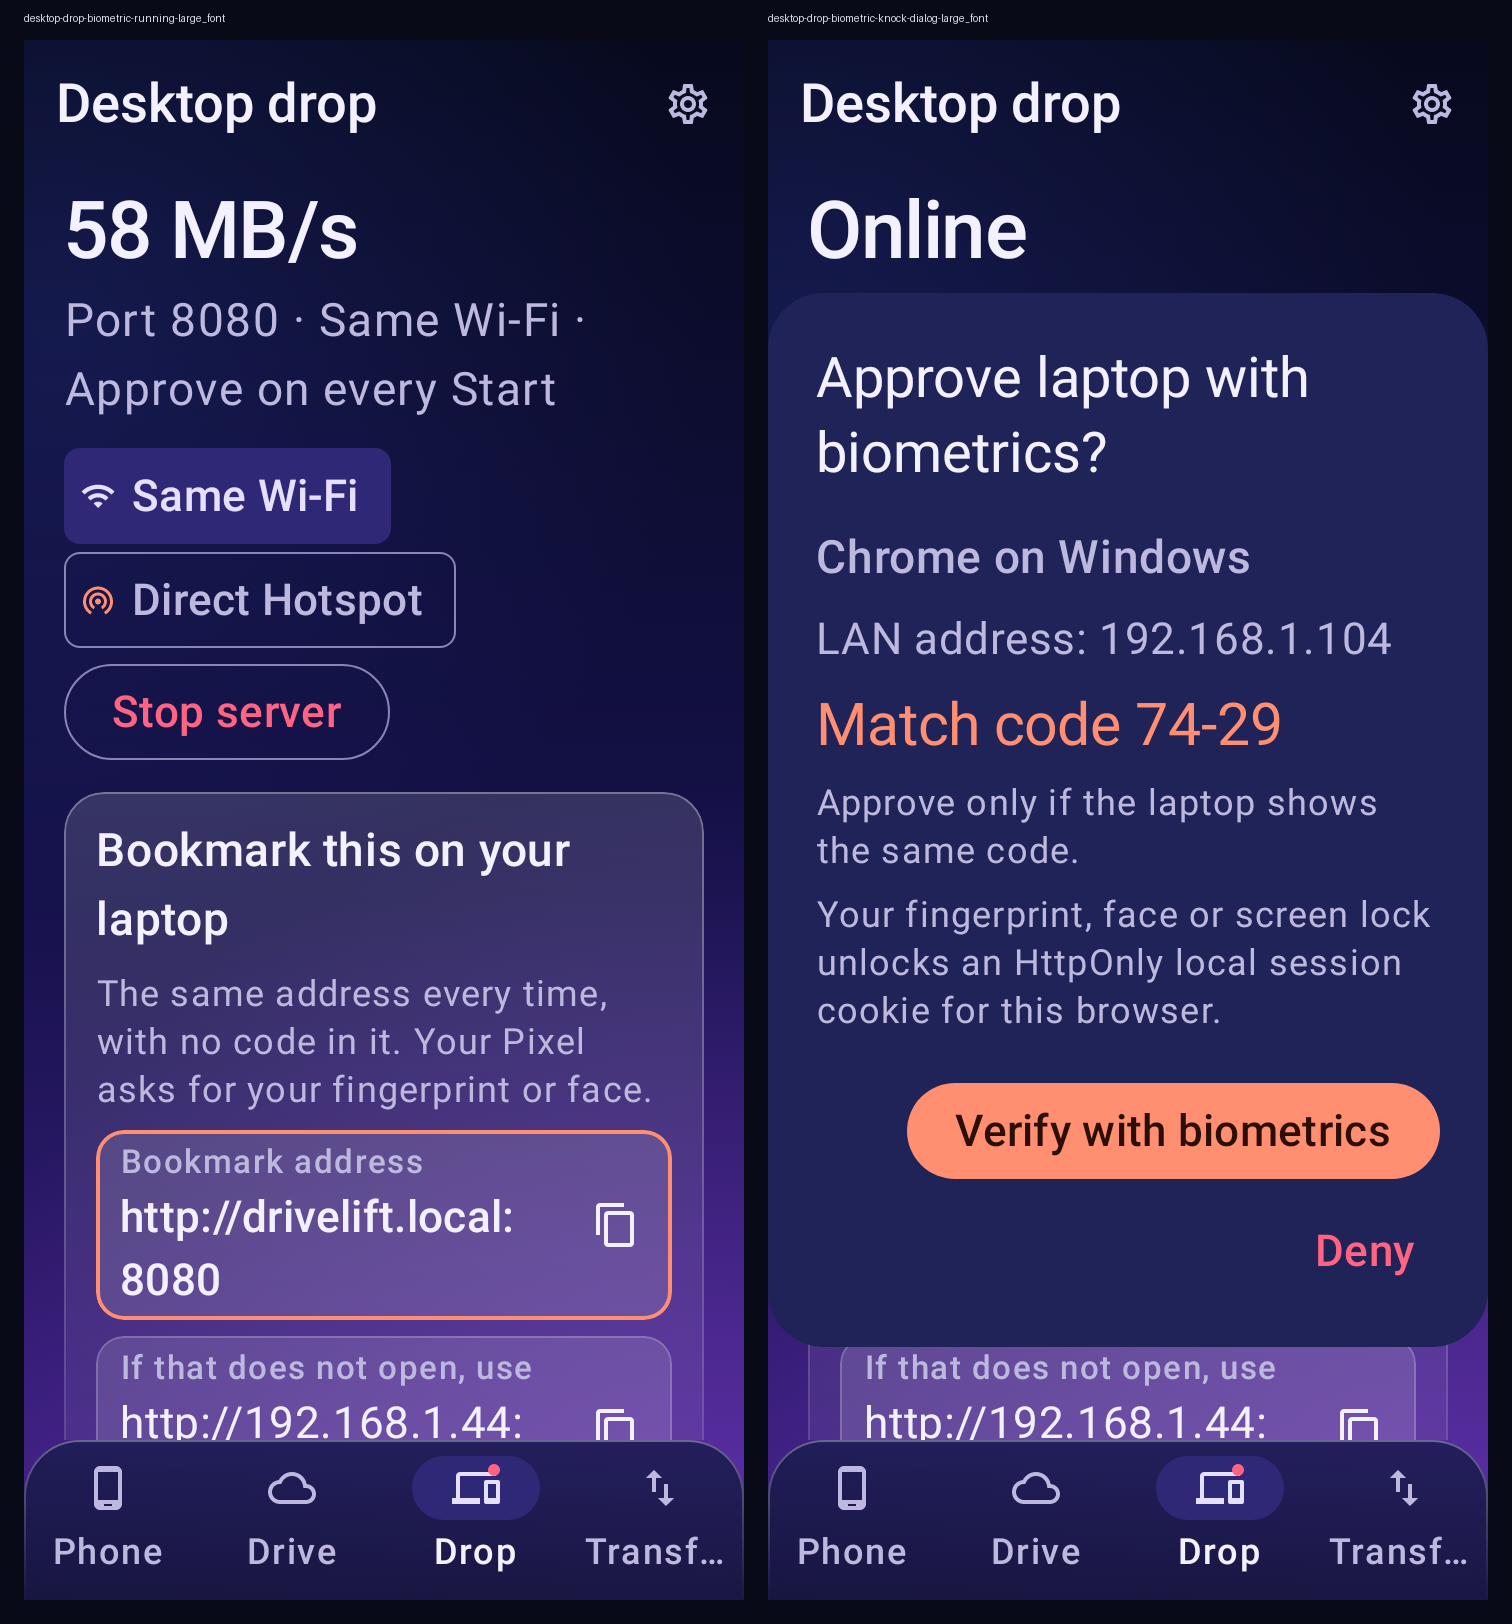 desktop-drop-biometric-running-large_font
Desktop drop
58 MB/s
Port 8080 · Same Wi-Fi ·
Approve on every Start
Same Wi-Fi
Direct Hotspot
Stop server
Bookmark this on your
laptop
The same address every time,
with no code in it. Your Pixel
asks for your fingerprint or face.
Bookmark address
http://drivelift.local:
8080
If that does not open, use
http://192.168.1.44:
Phone
Drive
Drop
Transf…
desktop-drop-biometric-knock-dialog-large_font
Desktop drop
Online
Approve laptop with
biometrics?
Chrome on Windows
LAN address: 192.168.1.104
Match code 74-29
Approve only if the laptop shows
the same code.
Your fingerprint, face or screen lock
unlocks an HttpOnly local session
cookie for this browser.
Verify with biometrics
Deny
If that does not open, use
http://192.168.1.44:
Phone
Drive
Drop
Transf…